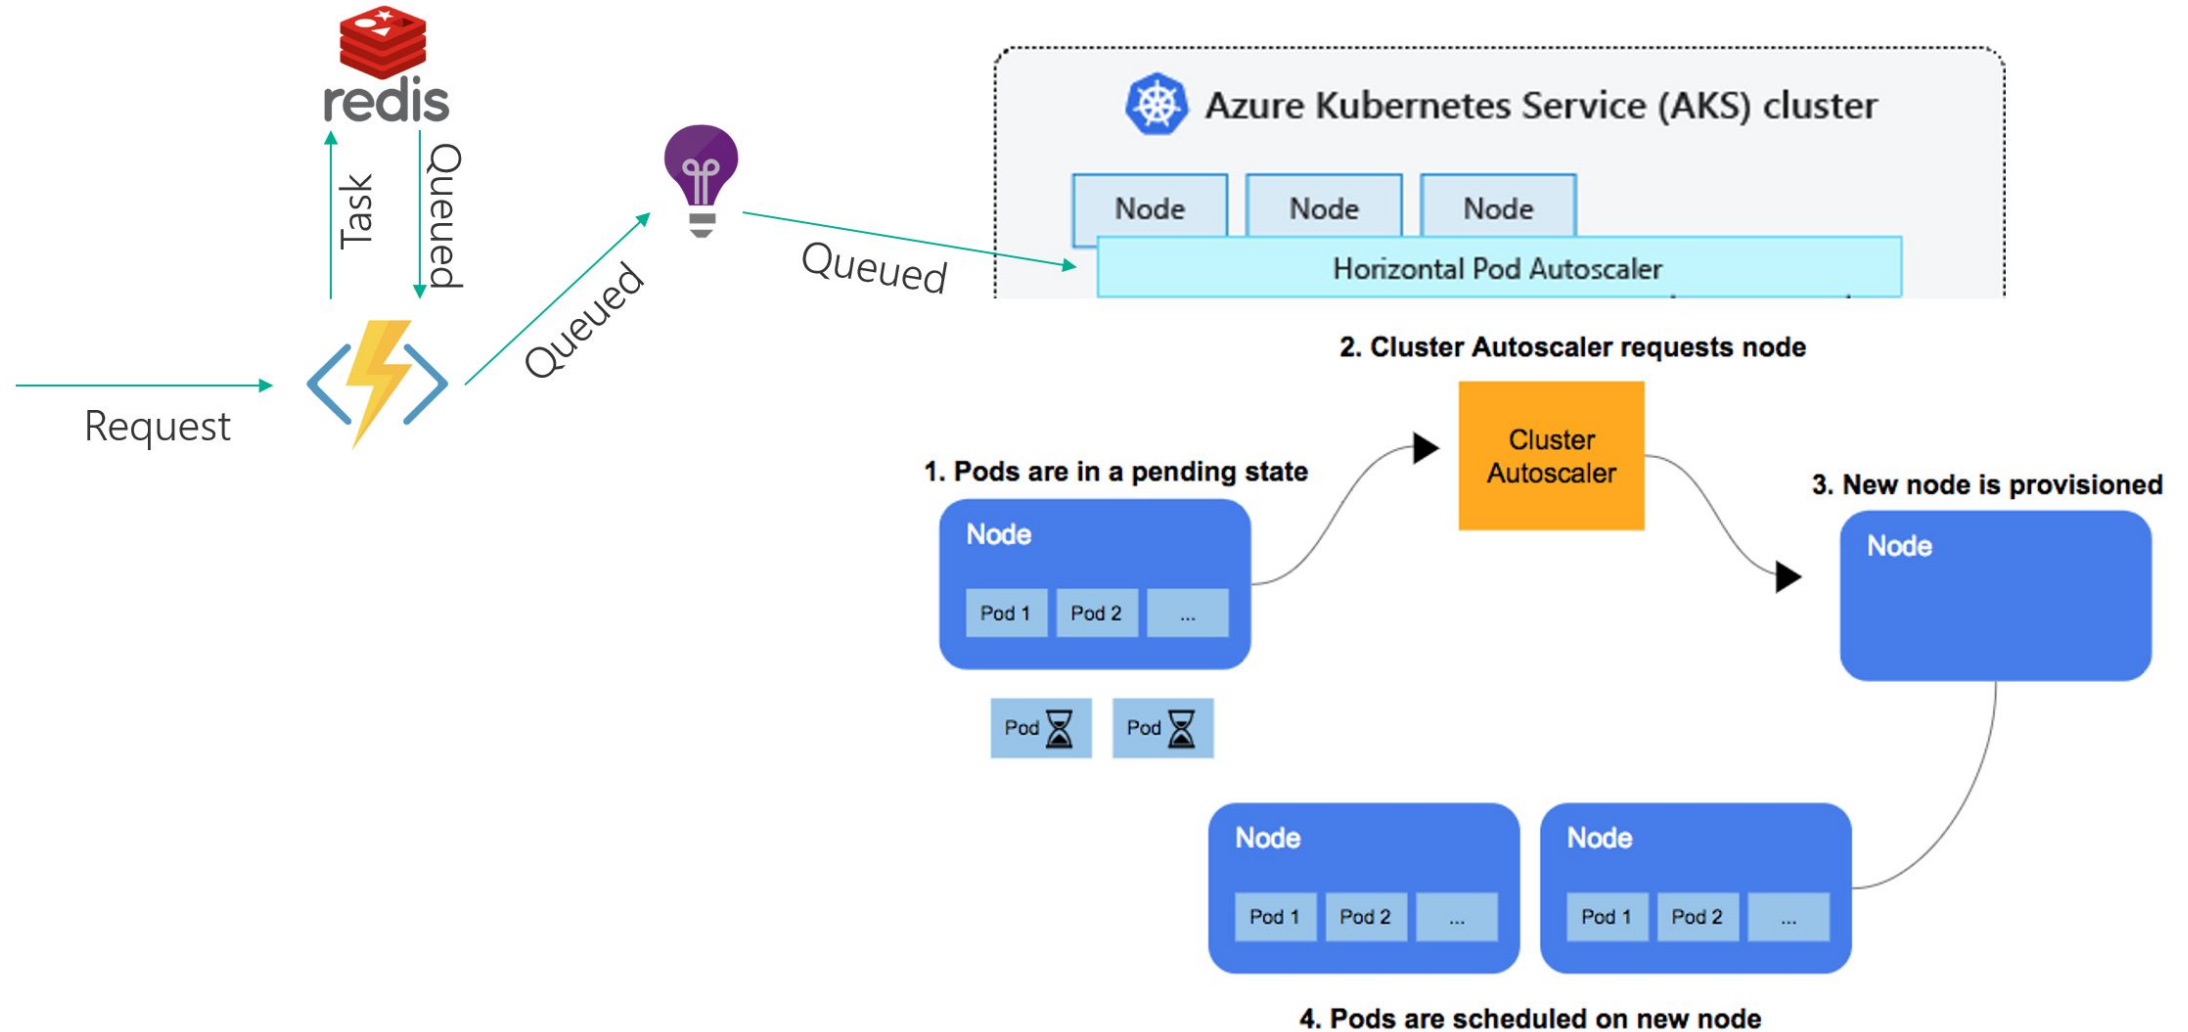 redis
Task
Queued
Request
Queued
Queued
Azure Kubernetes Service (AKS) cluster
Node
Node
Node
Horizontal Pod Autoscaler
2. Cluster Autoscaler requests node
Cluster
Autoscaler
1. Pods are in a pending state
Node
Pod 1
Pod 2
...
Pod
Pod
3. New node is provisioned
Node
Node
Pod 1
Pod 2
...
Node
Pod 1
Pod 2
...
4. Pods are scheduled on new node